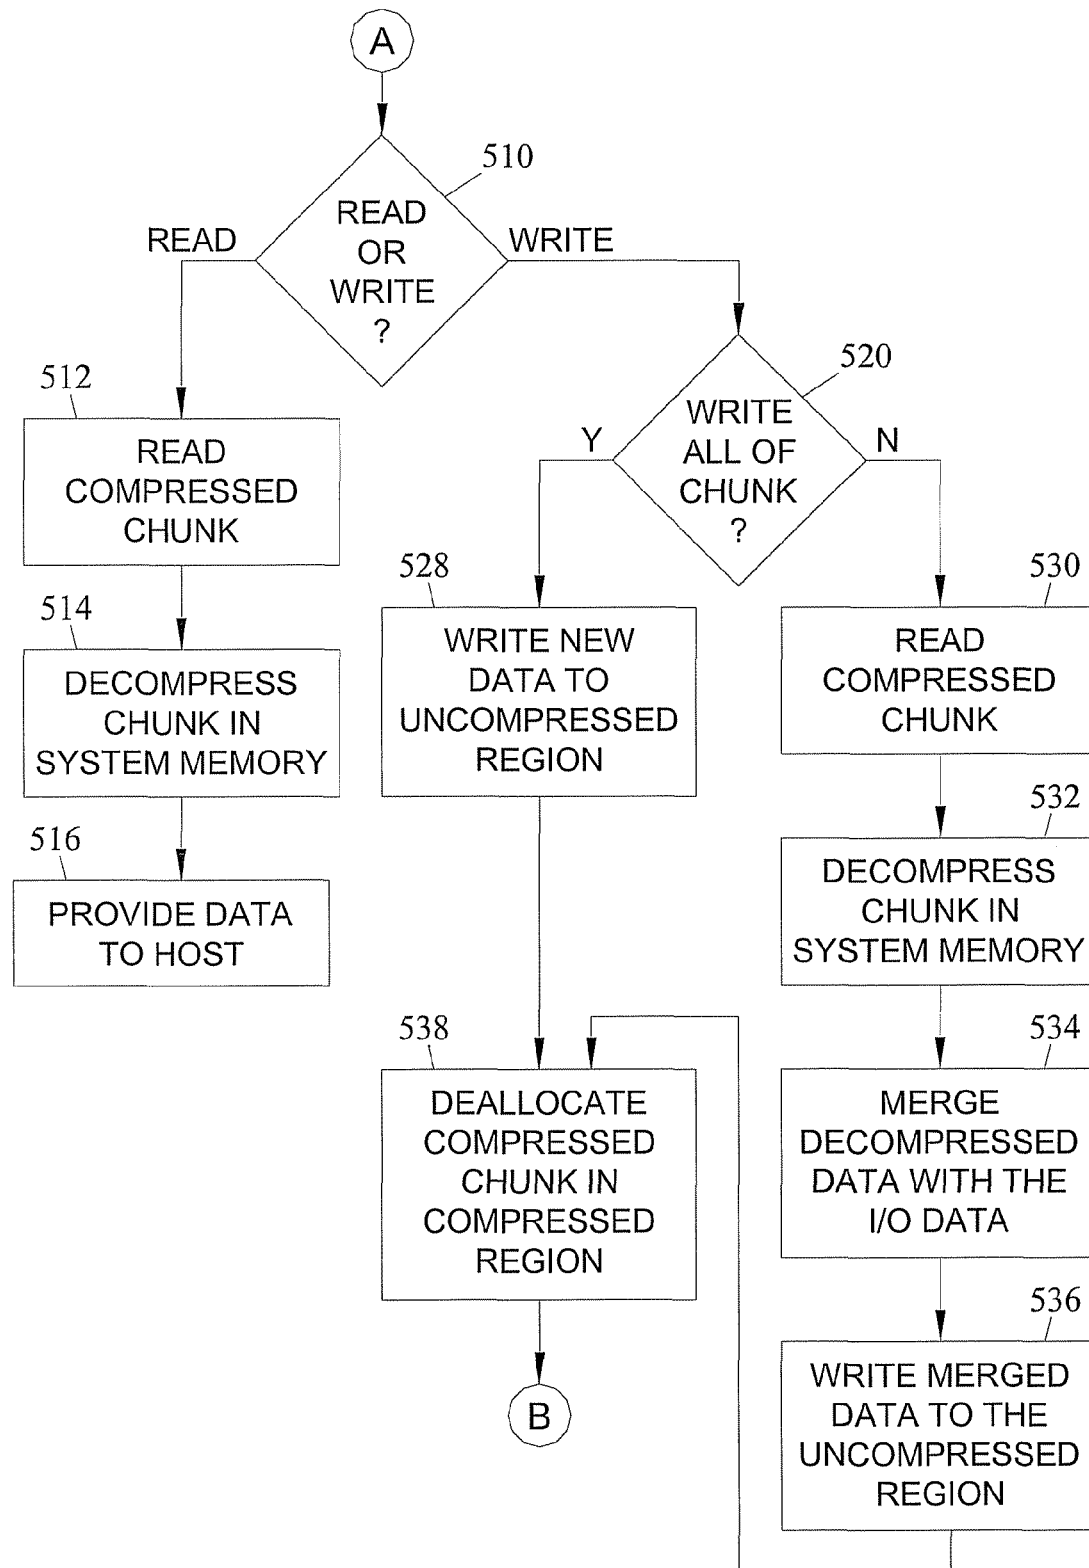 A
510
READ
OR
WRITE
?
READ
WRITE
520
WRITE
ALL OF
CHUNK
?
Y
N
512
READ
COMPRESSED
CHUNK
514
DECOMPRESS
CHUNK IN
SYSTEM MEMORY
516
PROVIDE DATA
TO HOST
528
WRITE NEW
DATA TO
UNCOMPRESSED
REGION
530
READ
COMPRESSED
CHUNK
532
DECOMPRESS
CHUNK IN
SYSTEM MEMORY
534
MERGE
DECOMPRESSED
DATA WITH THE
I/O DATA
536
WRITE MERGED
DATA TO THE
UNCOMPRESSED
REGION
538
DEALLOCATE
COMPRESSED
CHUNK IN
COMPRESSED
REGION
B